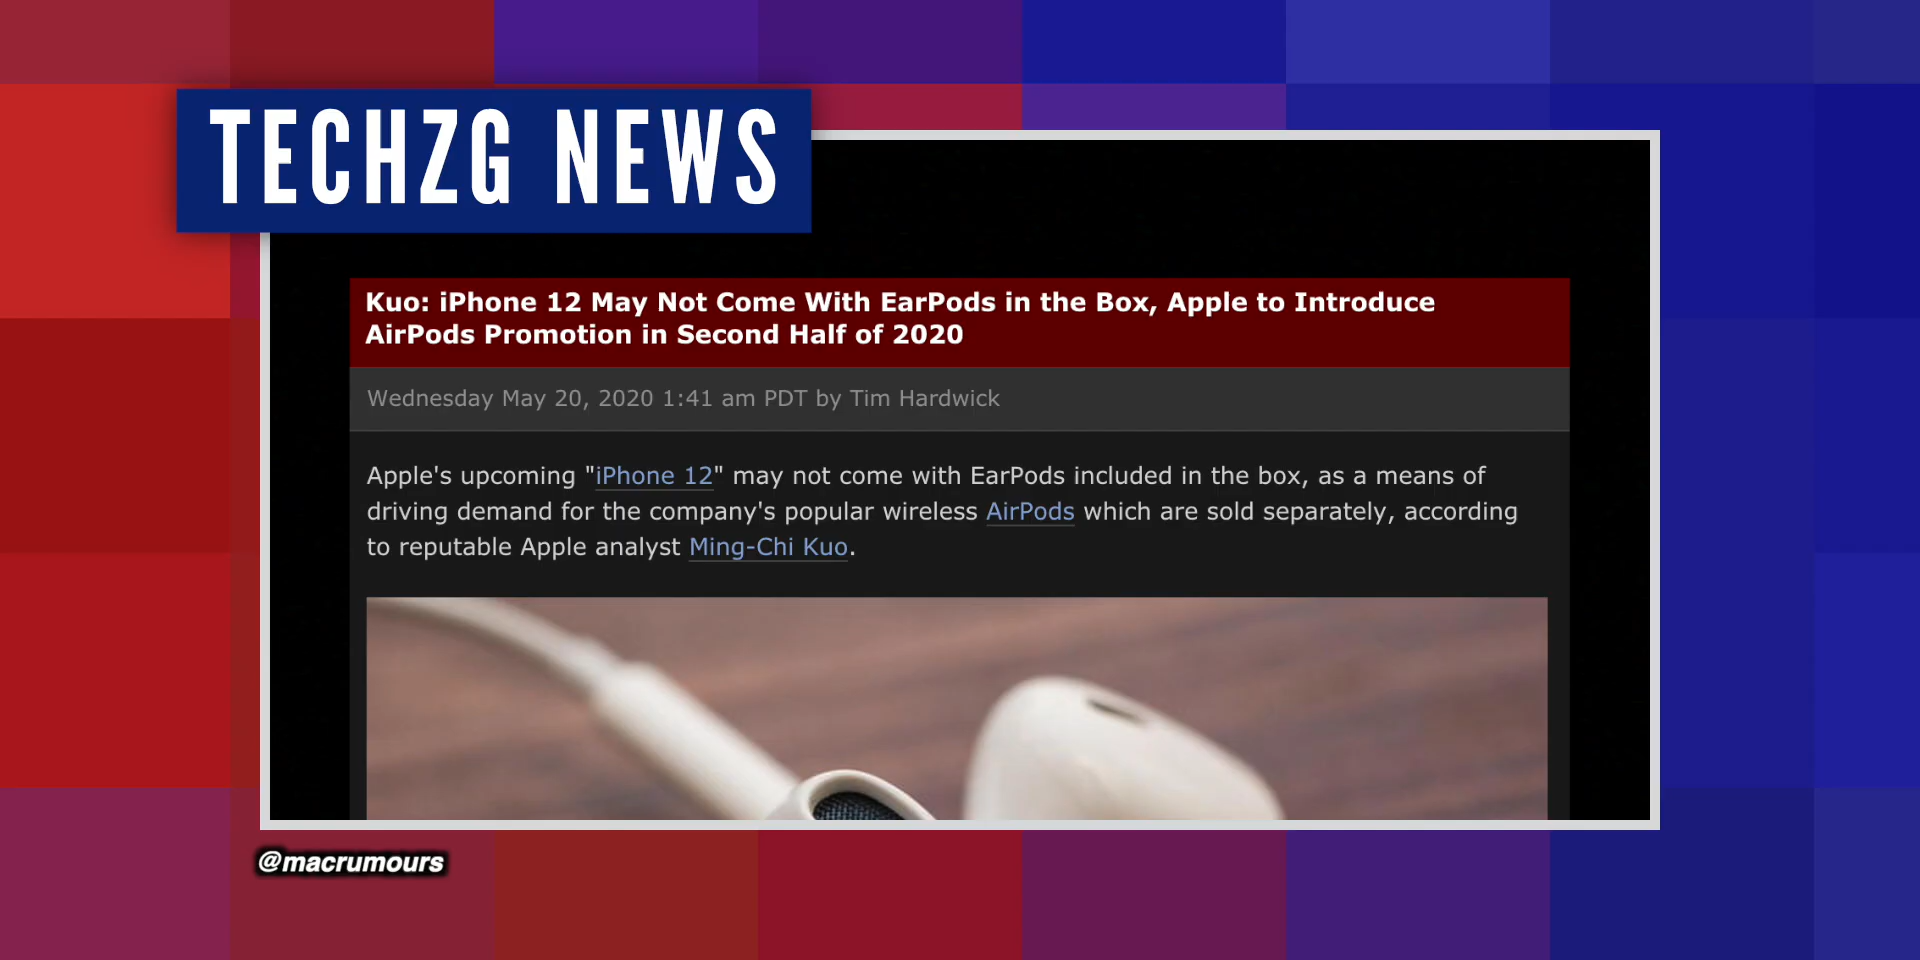 TECHZG NEWS
Kuo: iPhone 12 May Not Come With EarPods in the Box, Apple to Introduce
AirPods Promotion in Second Half of 2020
Wednesday May 20, 2020 1:41 am PDT by Tim Hardwick
Apple's upcoming "iPhone 12" may not come with EarPods included in the box, as a means of
driving demand for the company's popular wireless AirPods which are sold separately, according
to reputable Apple analyst Ming-Chi Kuo.
@macrumours